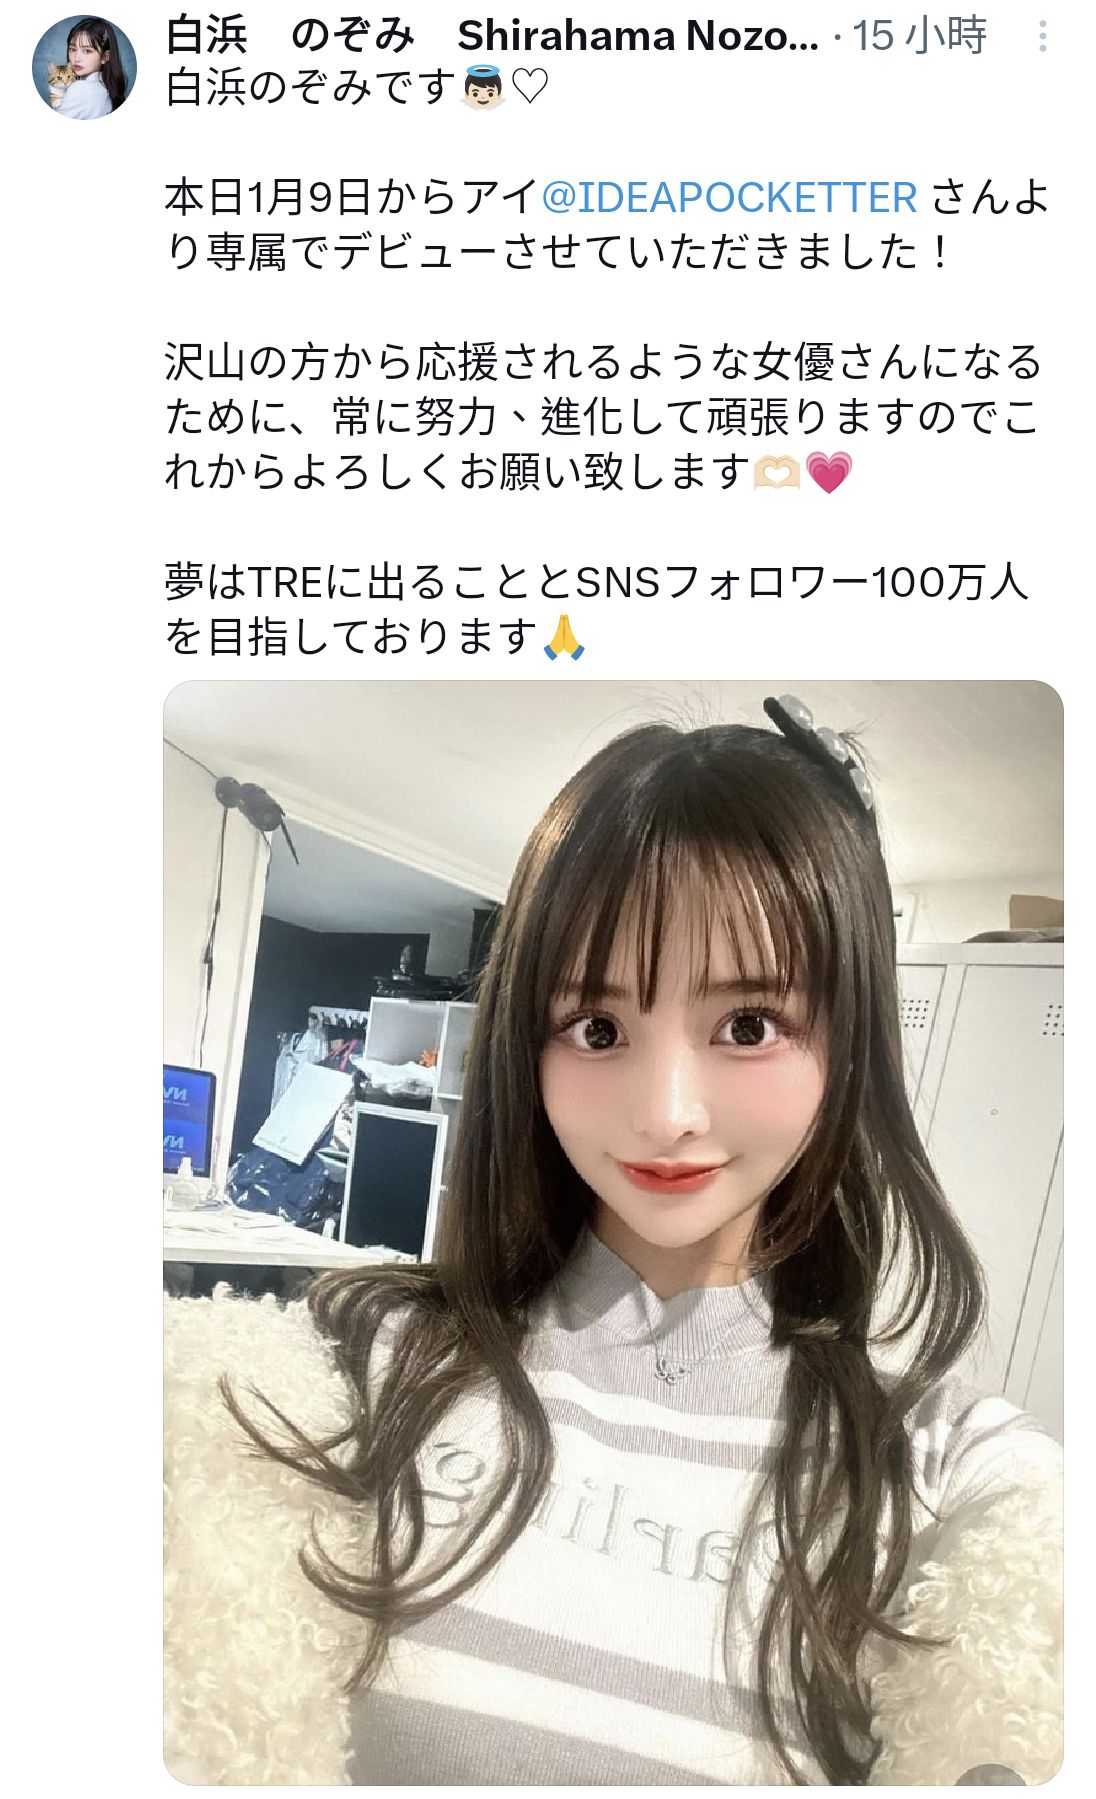 白浜　のぞみ　Shirahama Nozo... · 15 小時
白浜のぞみです👼🏻♡
本日1月9日からアイ@IDEAPOCKETTER さんよ
り専属でデビューさせていただきました！
沢山の方から応援されるような女優さんになる
ために、常に努力、進化して頑張りますのでこ
れからよろしくお願い致します🫶🏻💗
夢はTREに出ることとSNSフォロワー100万人
を目指しております🙏
Darling